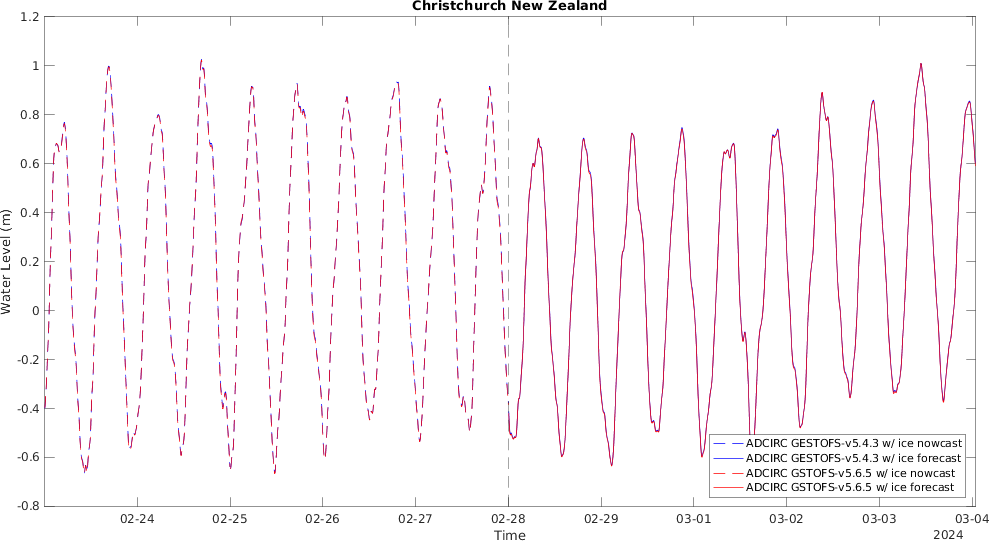 Christchurch New Zealand
1.2
1
0.8
0.6
0.4
0.2
0
-0.2
-0.4
-0.6
-0.8
Water Level (m)
ADCIRC GESTOFS-v5.4.3 w/ ice nowcast
ADCIRC GESTOFS-v5.4.3 w/ ice forecast
ADCIRC GSTOFS-v5.6.5 w/ ice nowcast
ADCIRC GSTOFS-v5.6.5 w/ ice forecast
02-24 02-25 02-26 02-27 02-28 02-29 03-01 03-02 03-03 03-04
Time
2024